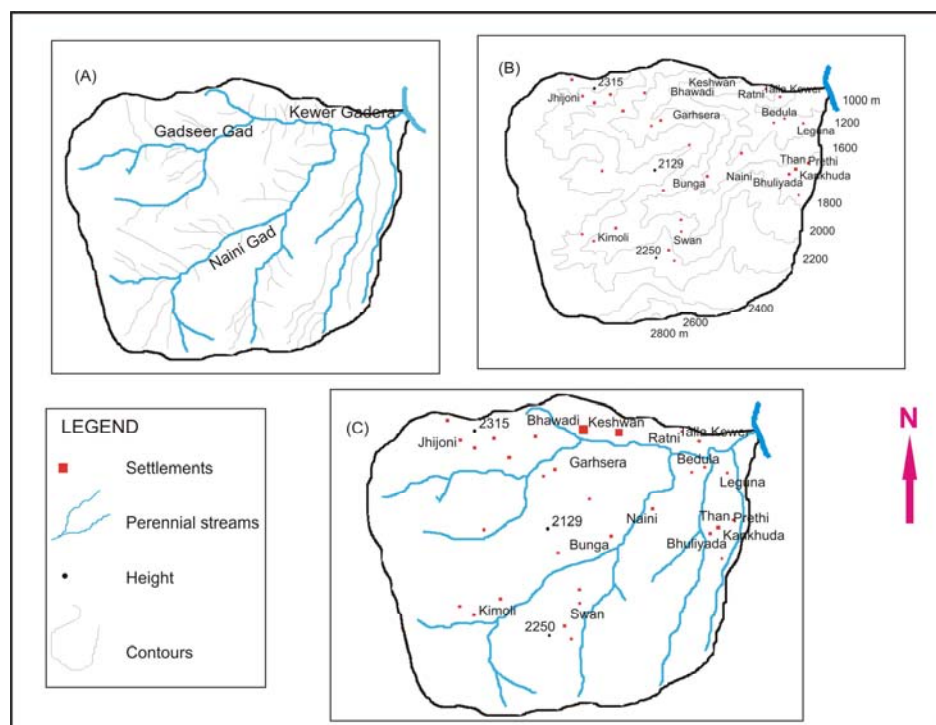 (A)
Kewer Gadera
Gadseer Gad
Naini Gad
(B)
2315
Keshwan
Talla Kewer
Jhijoni
Bhawadi
Ratni
1000 m
Garhsera
Bedula
Leguna
1200
1600
2129
Than
Prethi
Bunga
Naini
Kankhuda
Bhuliyada
1800
Kimoli
Swan
2000
2250
2200
2400
2600
2800 m
LEGEND
Settlements
Perennial streams
Height
Contours
(C)
2315
Bhawadi
Keshwan
Jhijoni
Ratni
Talla Kewer
Garhsera
Bedula
Leguna
2129
Naini
Than
Prethi
Bunga
Bhuliyada
Kankhuda
Kimoli
Swan
2250
N